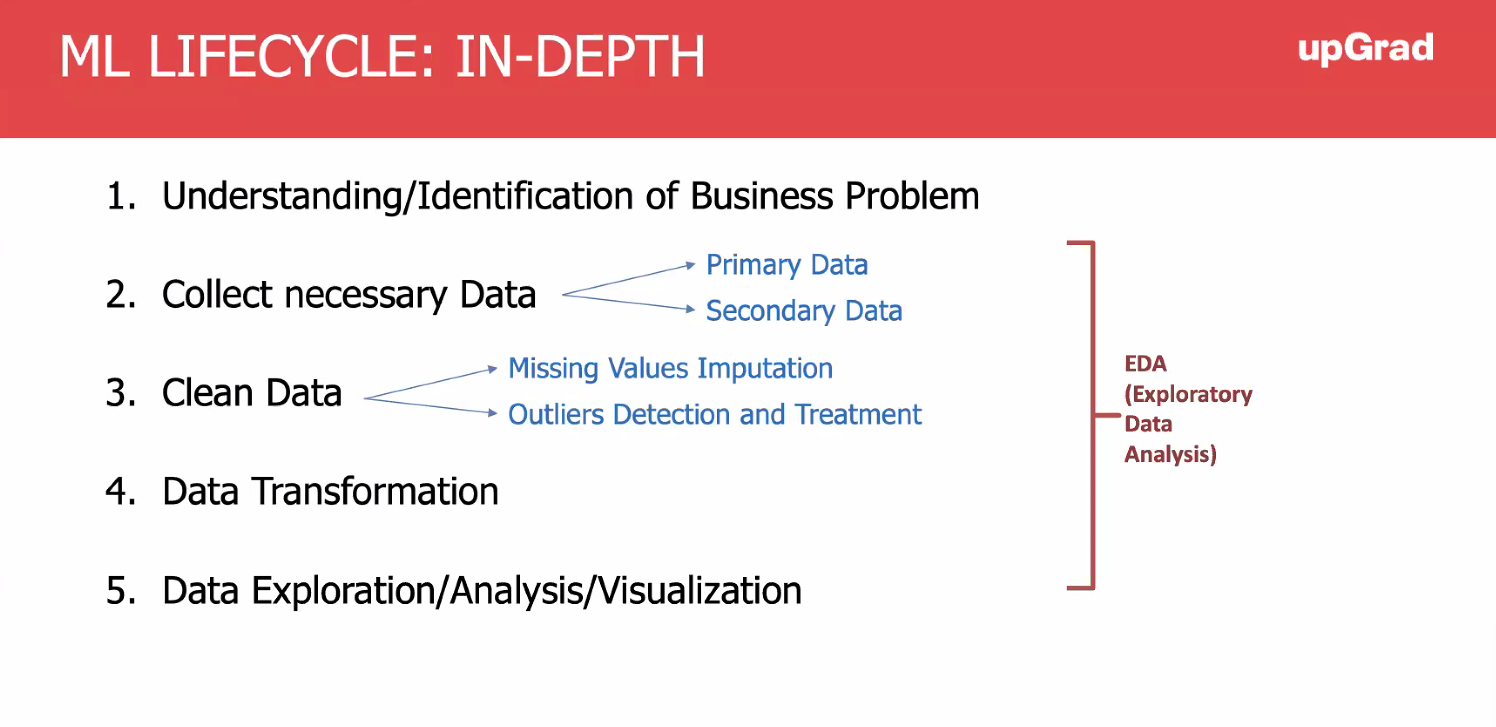 ML LIFECYCLE: IN-DEPTH
upGrad
1. Understanding/Identification of Business Problem
2. Collect necessary Data
Primary Data
Secondary Data
3. Clean Data
Missing Values Imputation
Outliers Detection and Treatment
4. Data Transformation
5. Data Exploration/Analysis/Visualization
EDA
(Exploratory
Data
Analysis)